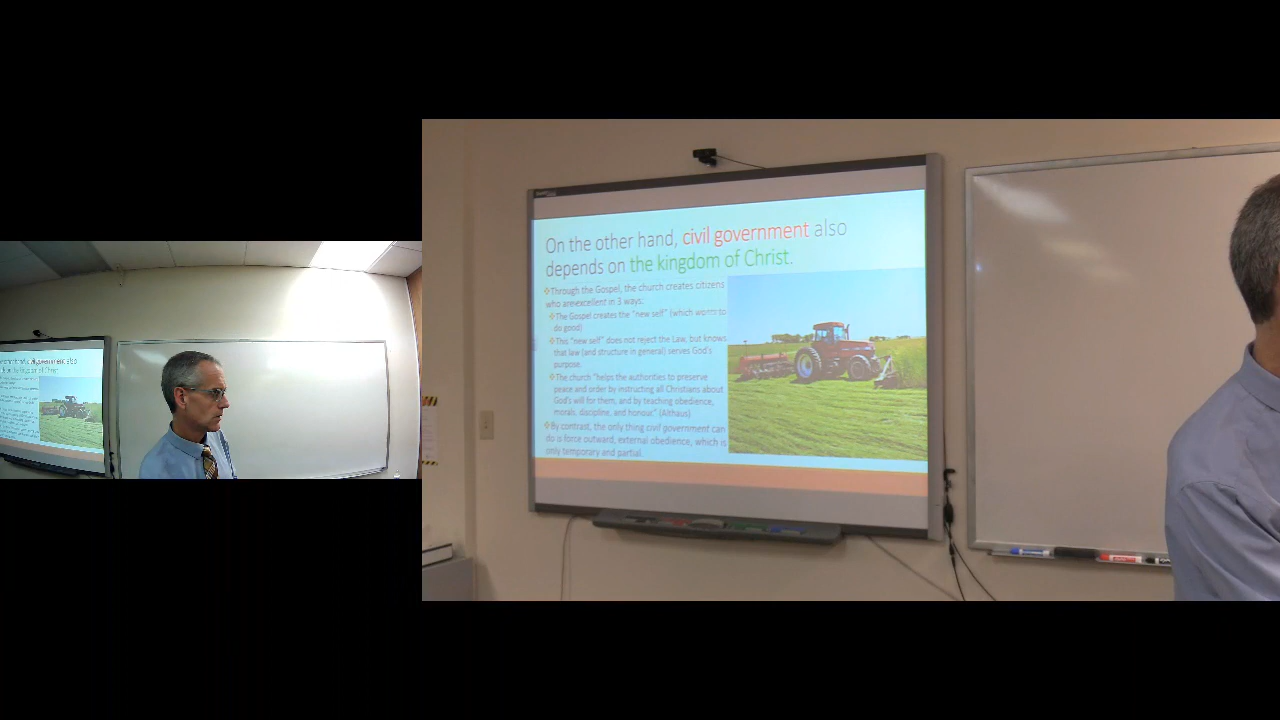 On the other hand, civil government also
depends on the kingdom of Christ.
Through the Gospel, the church creates citizens
who are excellent in 3 ways:
The Gospel creates the "new self" (which wants to
do good)
This "new self" does not reject the Law, but knows
that law (and structure in general) serves God's
purpose.
The church "helps the authorities to preserve
peace and order by instructing all Christians about
God's will for them, and by teaching obedience,
morals, discipline, and honour." (Althaus)
By contrast, the only thing civil government can
do is force outward, external obedience, which is
only temporary and partial.